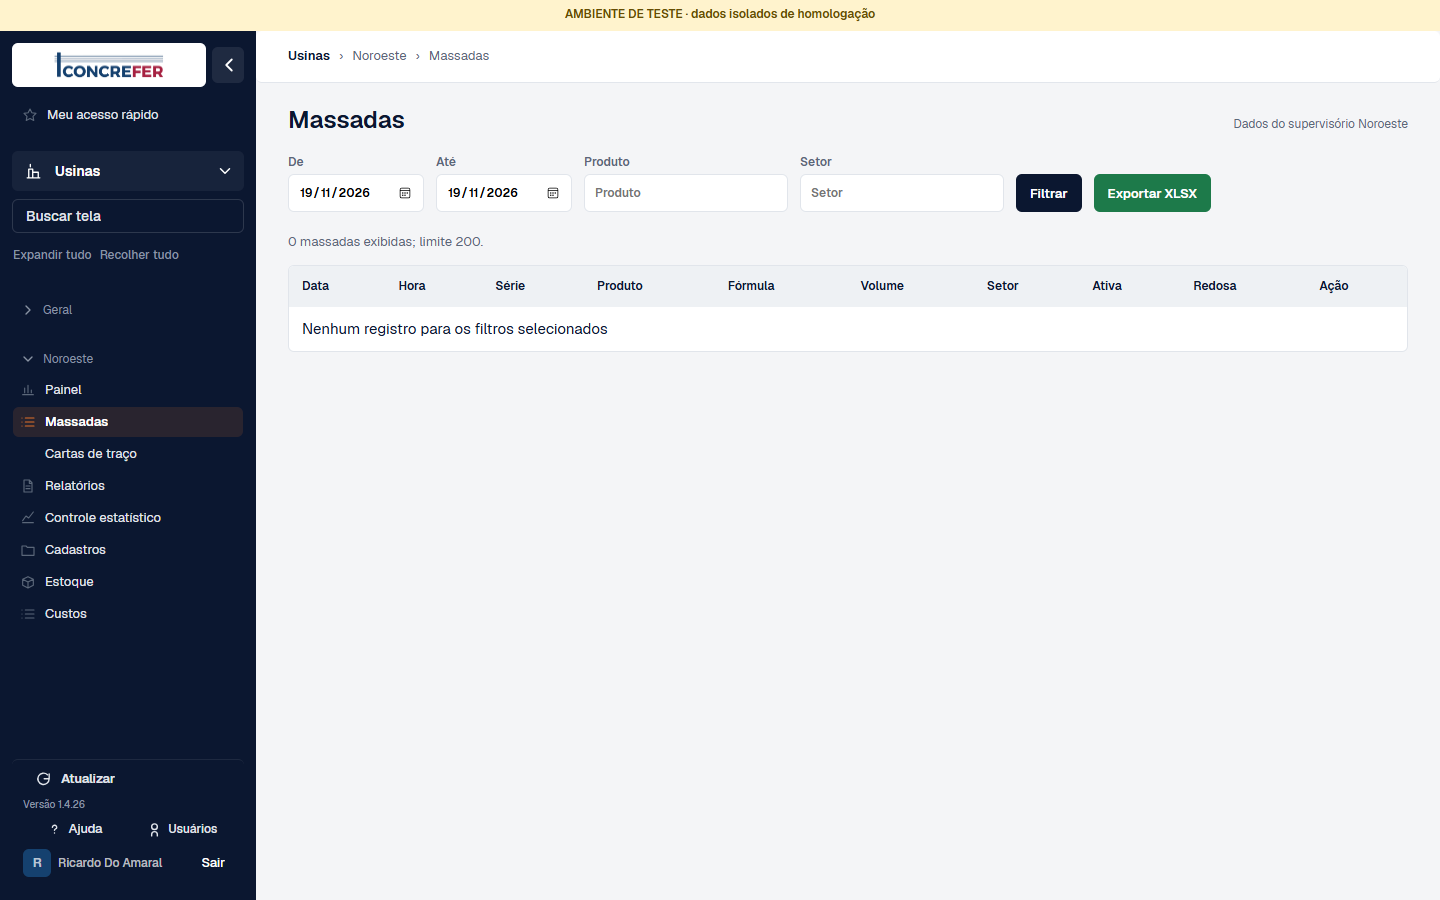 AMBIENTE DE TESTE · dados isolados de homologação
CONCREFER
Meu acesso rápido
Usinas
Buscar tela
Expandir tudo Recolher tudo
Geral
Noroeste
Painel
Massadas
Cartas de traço
Relatórios
Controle estatístico
Cadastros
Estoque
Custos
Atualizar
Versão 1.4.26
? Ajuda Usuários
R Ricardo Do Amaral Sair
Usinas › Noroeste › Massadas
Massadas
Dados do supervisório Noroeste
De Até Produto Setor
19/11/2026 19/11/2026 Produto Setor Filtrar Exportar XLSX
0 massadas exibidas; limite 200.
Data Hora Série Produto Fórmula Volume Setor Ativa Redosa Ação
Nenhum registro para os filtros selecionados